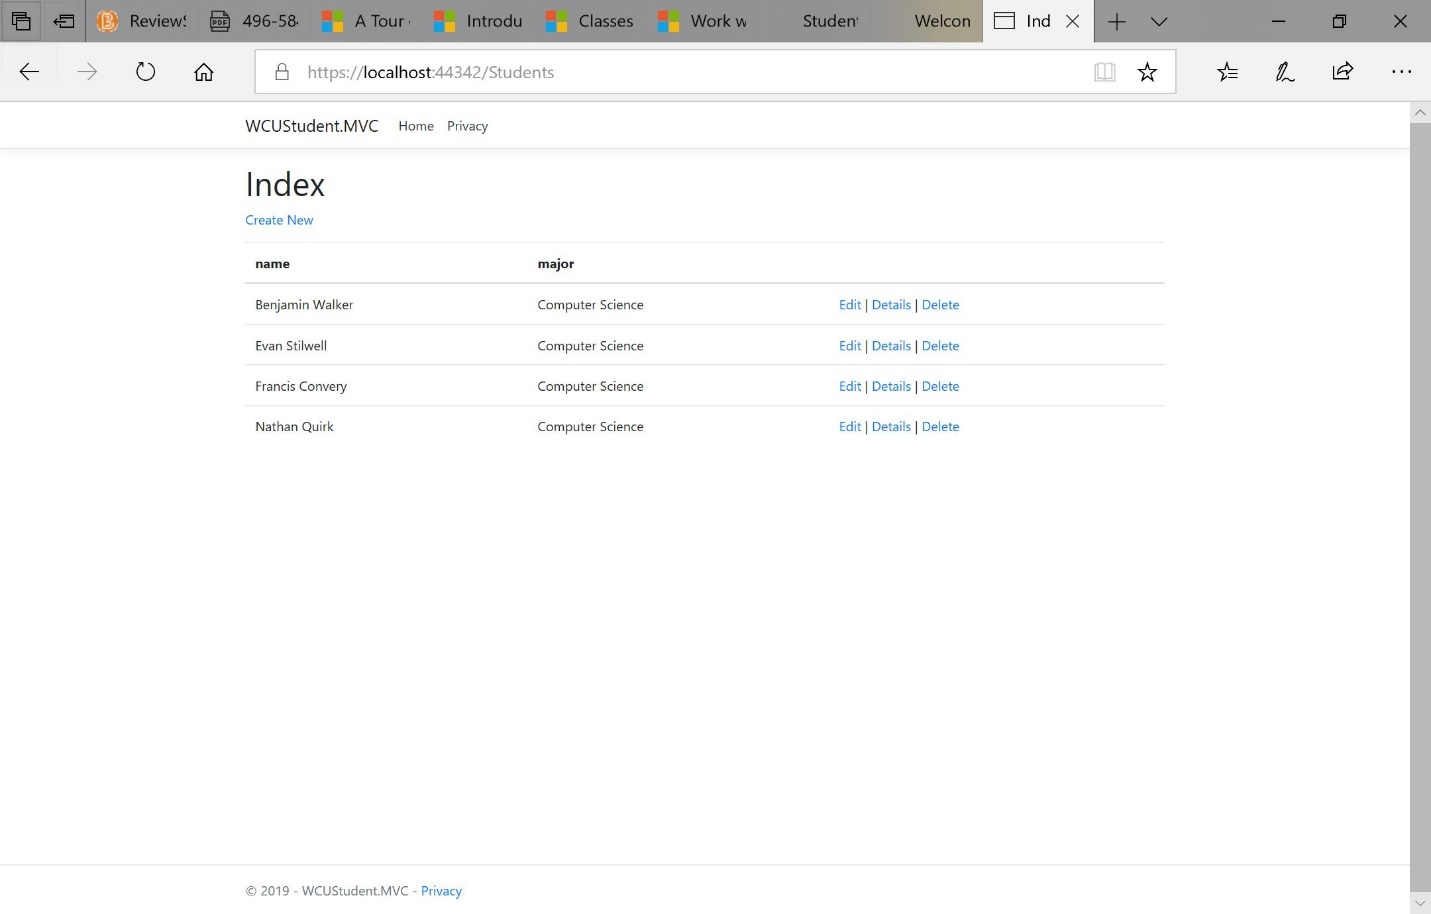 Review 496-58 A Tour Introdu Classes Work w Student Welcon Ind
https://localhost:44342/Students
WCUStudent.MVC Home Privacy
Index
Create New
name major
Benjamin Walker Computer Science Edit | Details | Delete
Evan Stilwell Computer Science Edit | Details | Delete
Francis Convery Computer Science Edit | Details | Delete
Nathan Quirk Computer Science Edit | Details | Delete
© 2019 - WCUStudent.MVC - Privacy